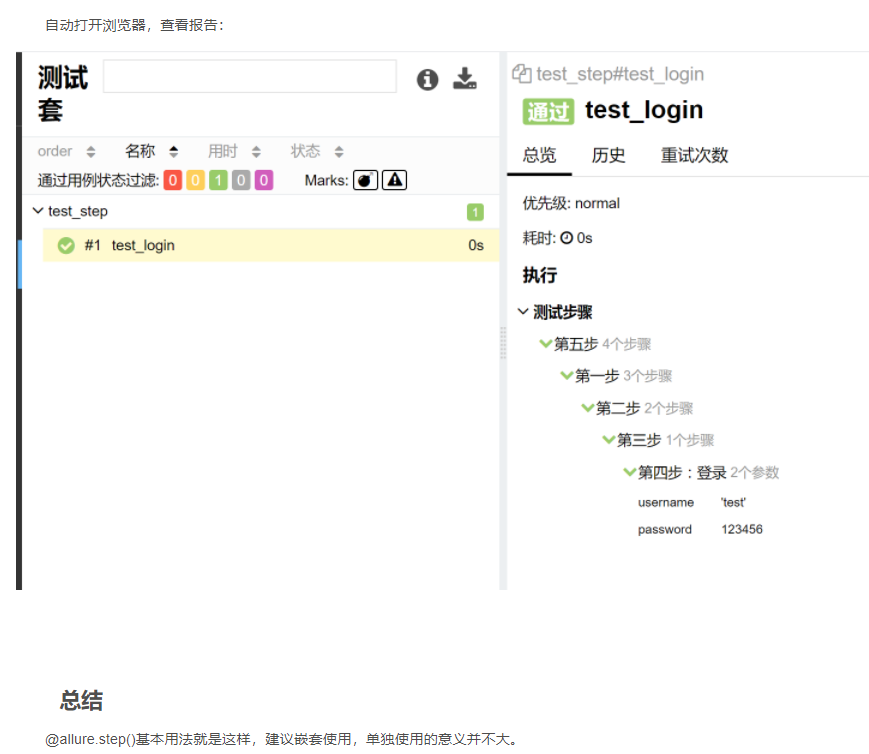 自动打开浏览器，查看报告：
测试
套
order 名称 用时 状态
通过用例状态过滤: 0 0 1 0 0 Marks:
test_step 1
#1 test_login 0s
test_step#test_login
通过 test_login
总览 历史 重试次数
优先级: normal
耗时: 0s
执行
测试步骤
第五步 4个步骤
第一步 3个步骤
第二步 2个步骤
第三步 1个步骤
第四步：登录 2个参数
username 'test'
password 123456
总结
@allure.step()基本用法就是这样，建议嵌套使用，单独使用的意义并不大。